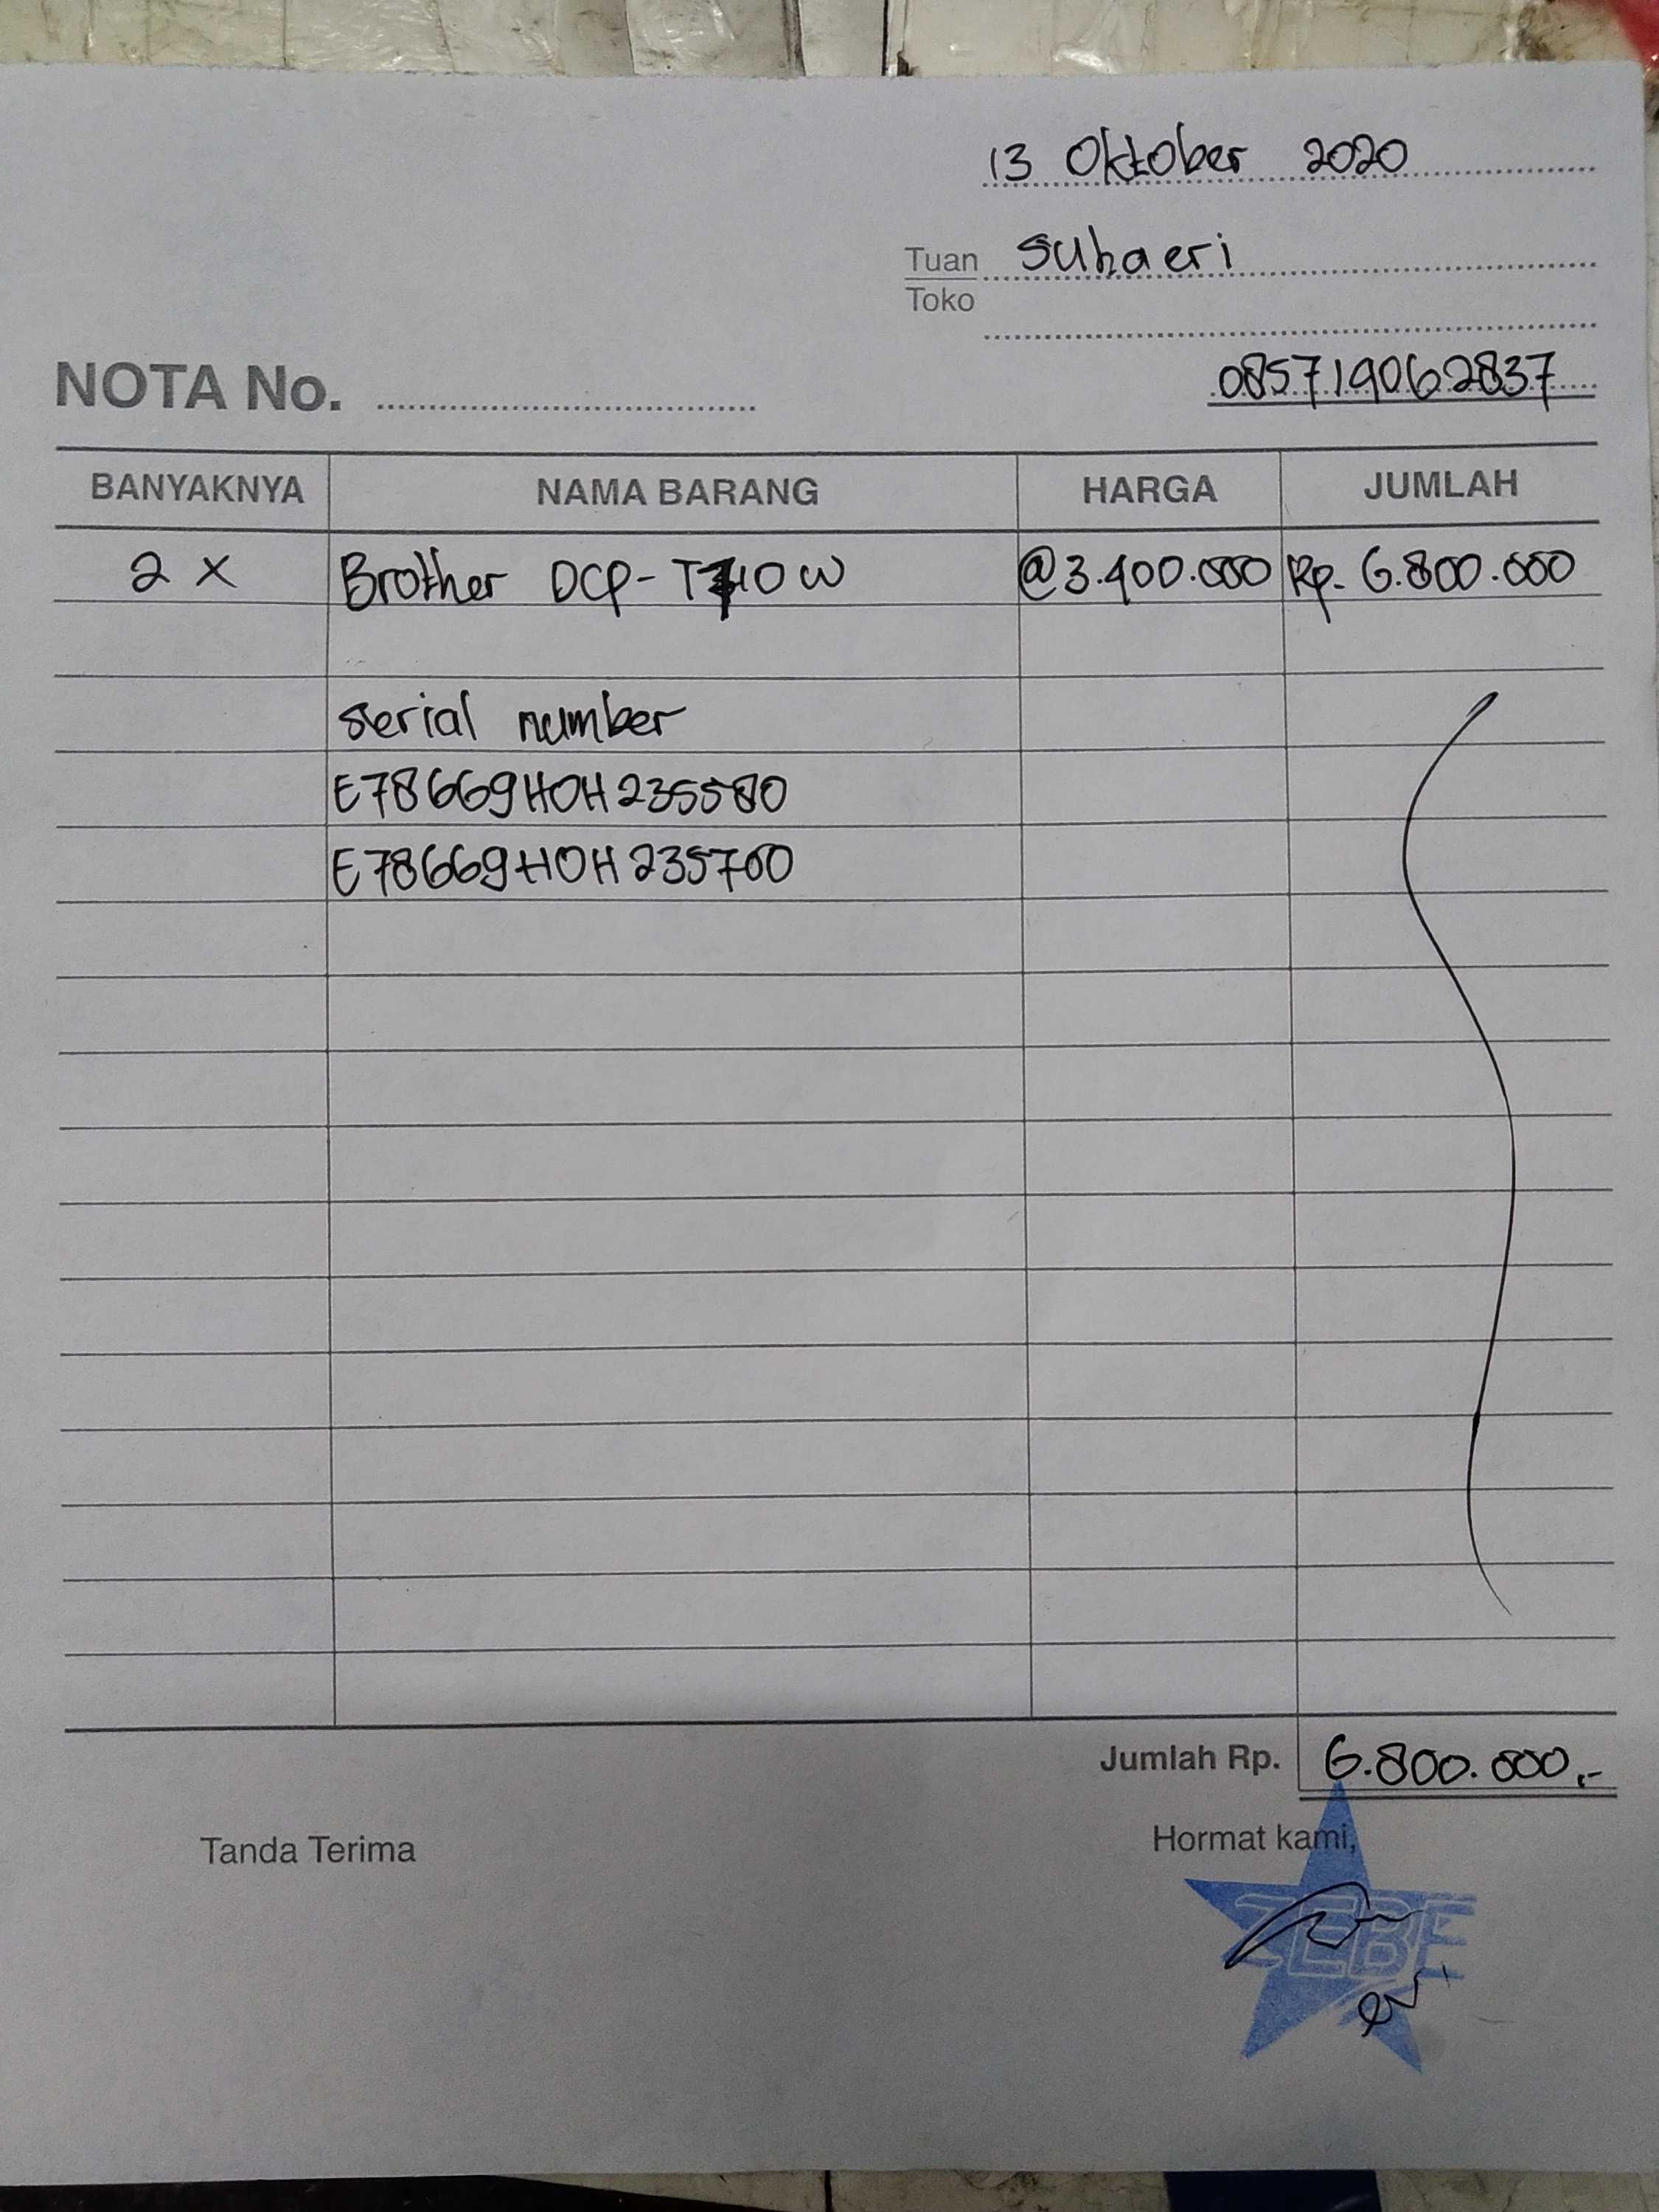 13 Oktober 2020
Tuan Suhaeri
Toko
085719062837
NOTA No.
BANYAKNYA NAMA BARANG HARGA JUMLAH
2 X Brother DCP- T710W @3.400.000 Rp. 6.800.000
serial number
E78669H0H235580
E78669H0H235700
Jumlah Rp. 6.800.000,-
Tanda Terima Hormat kami,